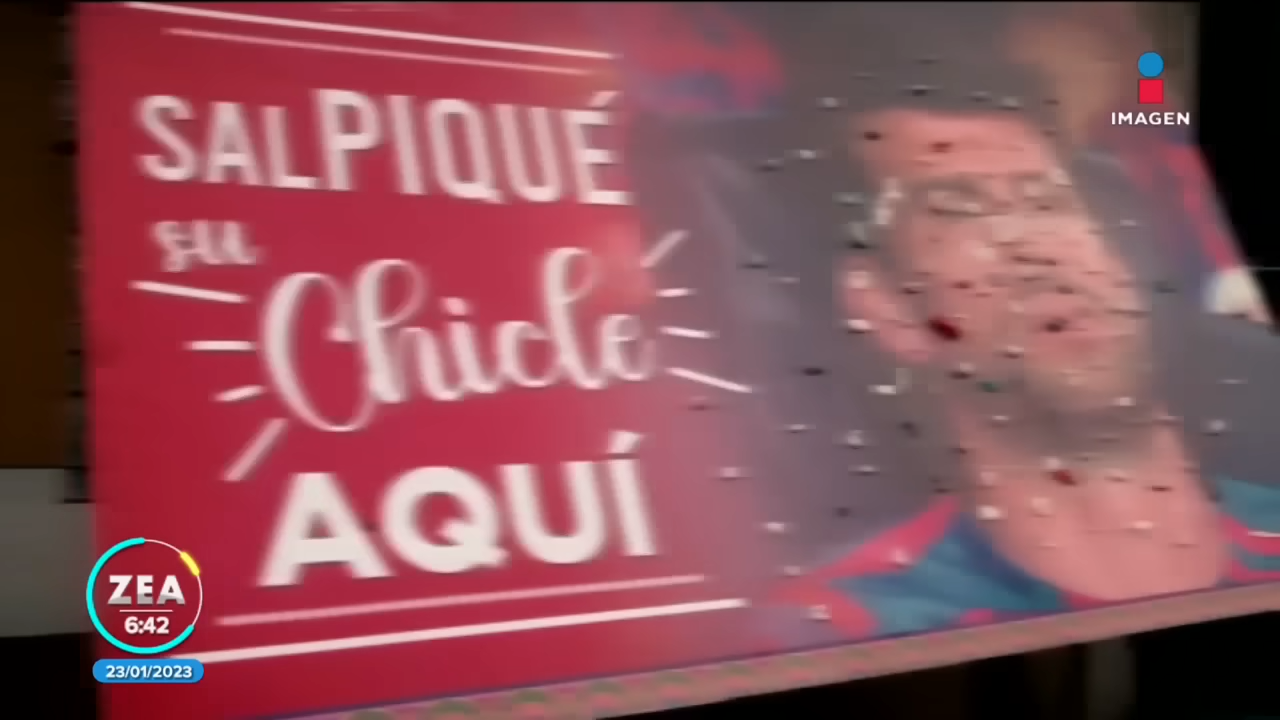 SALPIQUÉ
su
Chicle
AQUÍ
IMAGEN
ZEA
6:42
23/01/2023